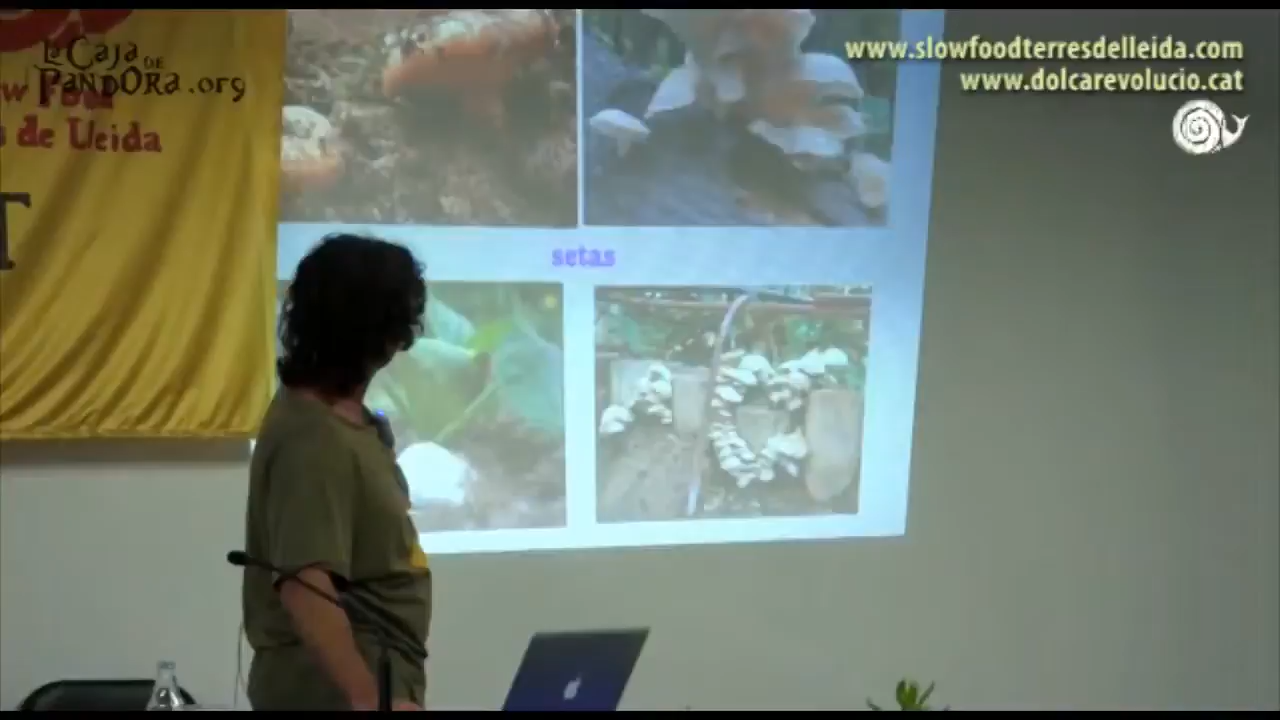 La Caja
DE
PANDORA.org
www.slowfoodterresdelleida.com
www.dolcarevolucio.cat
de Lleida
T
setas